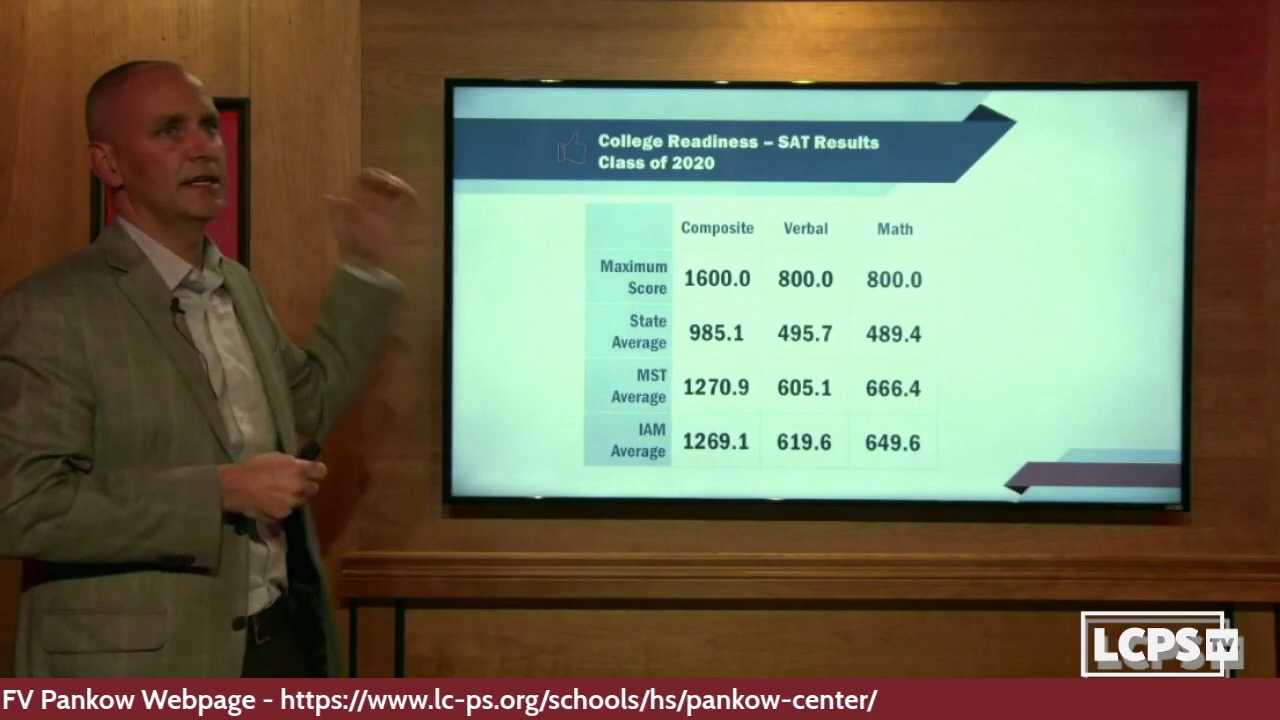 College Readiness – SAT Results
Class of 2020
Composite Verbal Math
Maximum
Score 1600.0 800.0 800.0
State
Average 985.1 495.7 489.4
MST
Average 1270.9 605.1 666.4
IAM
Average 1269.1 619.6 649.6
LCPS TV
FV Pankow Webpage - https://www.lc-ps.org/schools/hs/pankow-center/